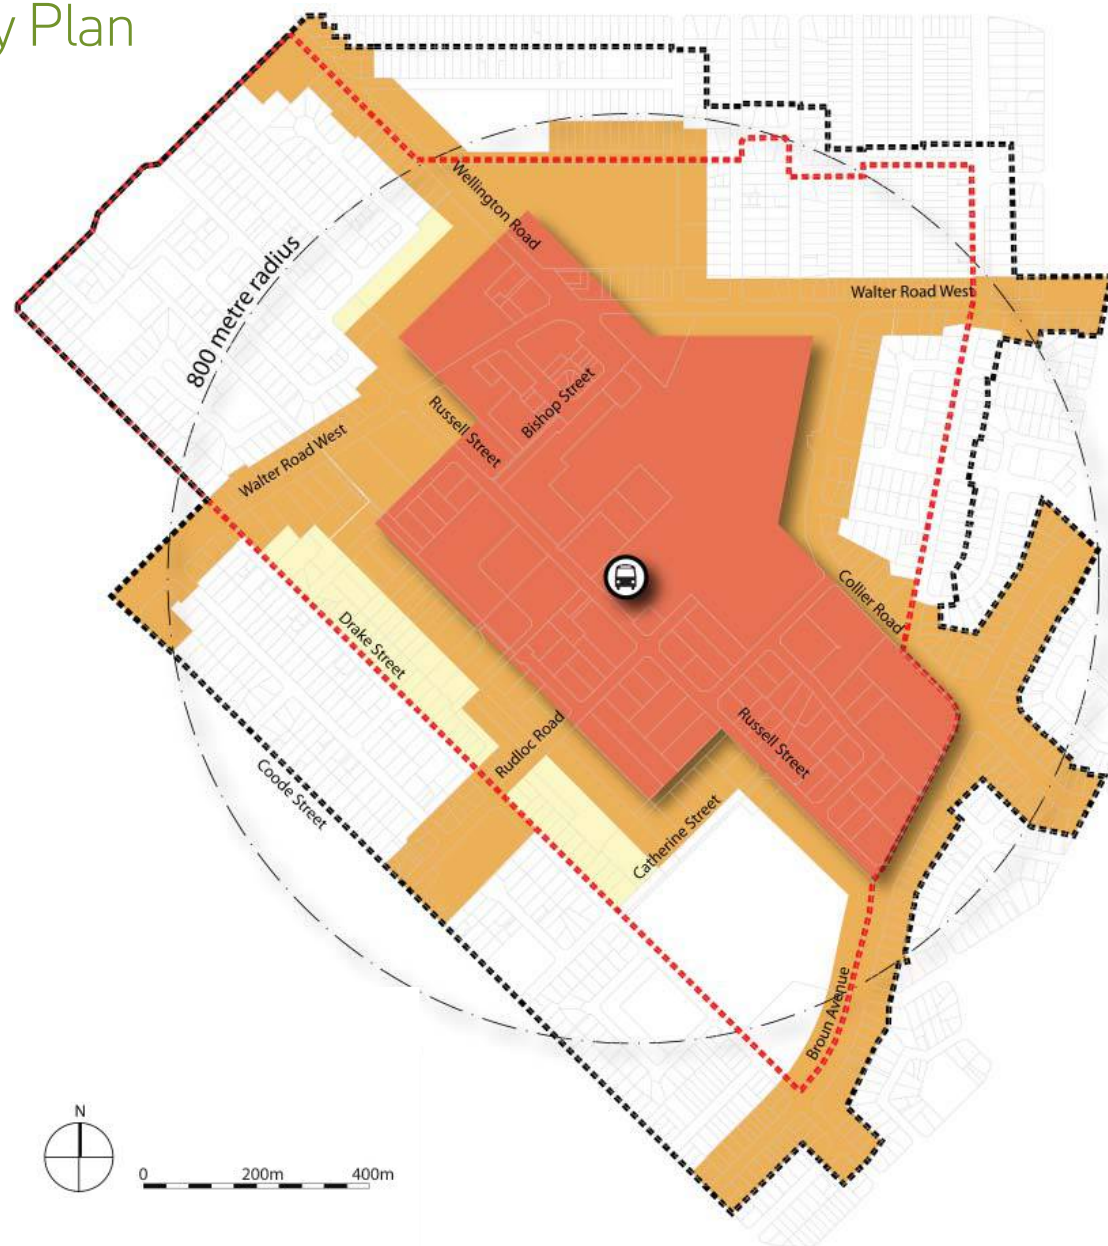 y Plan
Wellington Road
800 metre radius
Walter Road West
Bishop Street
Russell Street
Walter Road West
Collier Road
Drake Street
Russell Street
Rudloc Road
Coode Street
Catherine Street
Broun Avenue
N
0 200m 400m